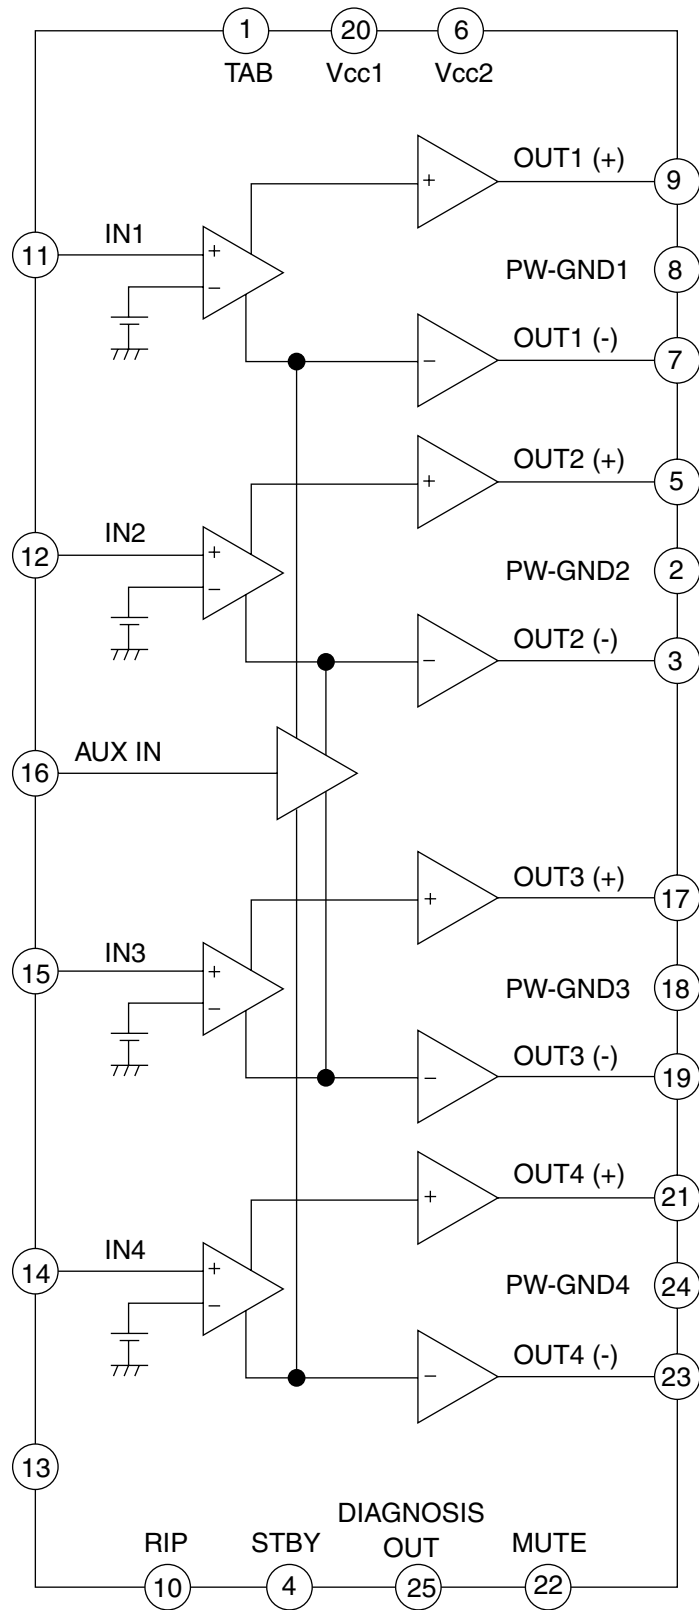 1 20 6
TAB Vcc1 Vcc2
OUT1 (+)
+ 9
IN1
11 + PW-GND1 8
−
OUT1 (-)
− 7
OUT2 (+)
+ 5
IN2
12 + PW-GND2 2
−
OUT2 (-)
− 3
AUX IN
16
OUT3 (+)
+ 17
IN3
15 + PW-GND3 18
−
OUT3 (-)
− 19
OUT4 (+)
+ 21
IN4
14 + PW-GND4 24
−
OUT4 (-)
− 23
13
RIP STBY DIAGNOSIS
OUT MUTE
10 4 25 22